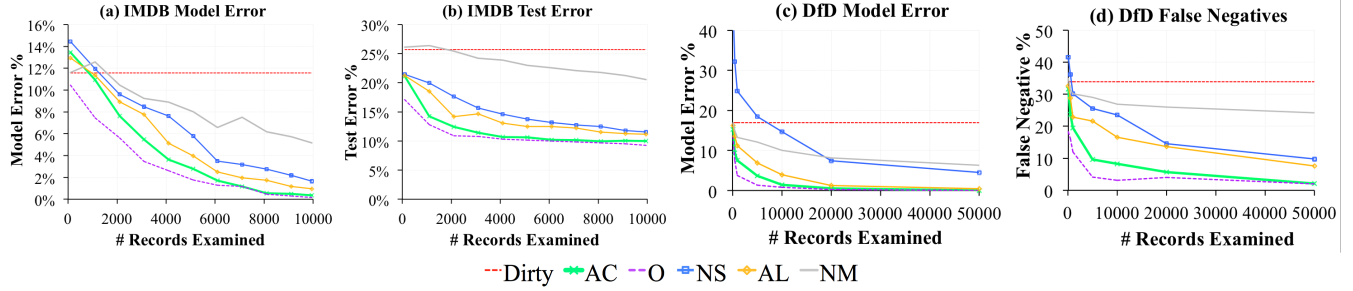 (a) IMDB Model Error
16%
14%
12%
10%
8%
6%
4%
2%
0%
Model Error %
0 2000 4000 6000 8000 10000
# Records Examined
(b) IMDB Test Error
30%
25%
20%
15%
10%
5%
0%
Test Error %
0 2000 4000 6000 8000 10000
# Records Examined
(c) DfD Model Error
40
30
20
10
0
Model Error %
0 10000 20000 30000 40000 50000
# Records Examined
(d) DfD False Negatives
50
40
30
20
10
0
False Negative %
0 10000 20000 30000 40000 50000
# Records Examined
Dirty AC O NS AL NM